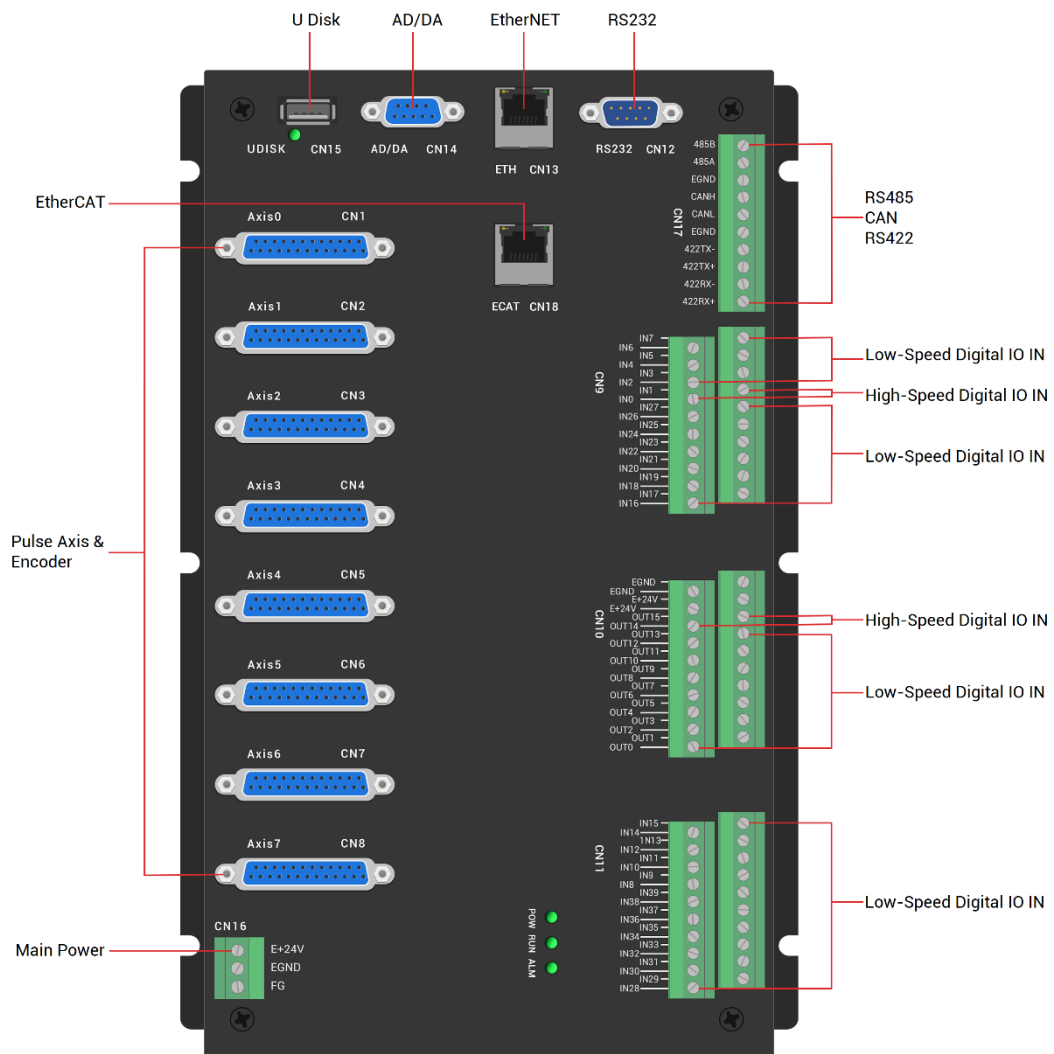 U Disk
AD/DA
EtherNET
RS232
UDISK CN15
AD/DA CN14
ETH CN13
RS232 CN12
485B
485A
EGND
CANH
CANL
EGND
422TX-
422TX+
422RX-
422RX+
CN17
RS485
CAN
RS422
EtherCAT
ECAT CN18
Axis0 CN1
Axis1 CN2
Axis2 CN3
Axis3 CN4
Axis4 CN5
Axis5 CN6
Axis6 CN7
Axis7 CN8
Pulse Axis &
Encoder
CN9
IN7
IN6
IN5
IN4
IN3
IN2
IN1
IN0
IN27
IN26
IN25
IN24
IN23
IN22
IN21
IN20
IN19
IN18
IN17
IN16
Low-Speed Digital IO IN
High-Speed Digital IO IN
Low-Speed Digital IO IN
CN10
EGND
EGND
E+24V
E+24V
OUT15
OUT14
OUT13
OUT12
OUT11
OUT10
OUT9
OUT8
OUT7
OUT6
OUT5
OUT4
OUT3
OUT2
OUT1
OUT0
High-Speed Digital IO IN
Low-Speed Digital IO IN
CN11
IN15
IN14
1N13
IN12
IN11
IN10
IN9
IN8
IN39
IN38
IN37
IN36
IN35
IN34
IN33
IN32
IN31
IN30
IN29
IN28
Low-Speed Digital IO IN
POW RUN ALM
CN16
Main Power
E+24V
EGND
FG